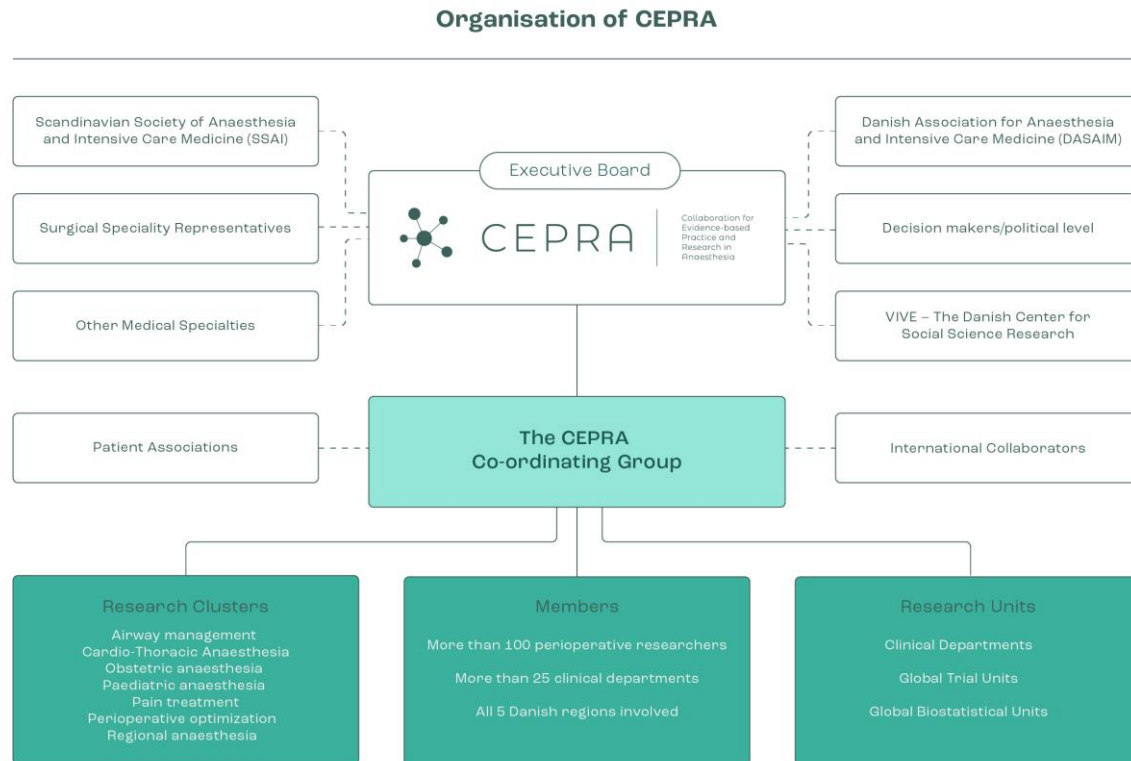 Organisation of CEPRA
Scandinavian Society of Anaesthesia
and Intensive Care Medicine (SSAI)
Surgical Speciality Representatives
Other Medical Specialties
Executive Board
CEPRA
Collaboration for
Evidence-based
Practice and
Research in
Anaesthesia
Danish Association for Anaesthesia
and Intensive Care Medicine (DASAIM)
Decision makers/political level
VIVE – The Danish Center for
Social Science Research
Patient Associations
The CEPRA
Co-ordinating Group
International Collaborators
Research Clusters
Airway management
Cardio-Thoracic Anaesthesia
Obstetric anaesthesia
Paediatric anaesthesia
Pain treatment
Perioperative optimization
Regional anaesthesia
Members
More than 100 perioperative researchers
More than 25 clinical departments
All 5 Danish regions involved
Research Units
Clinical Departments
Global Trial Units
Global Biostatistical Units